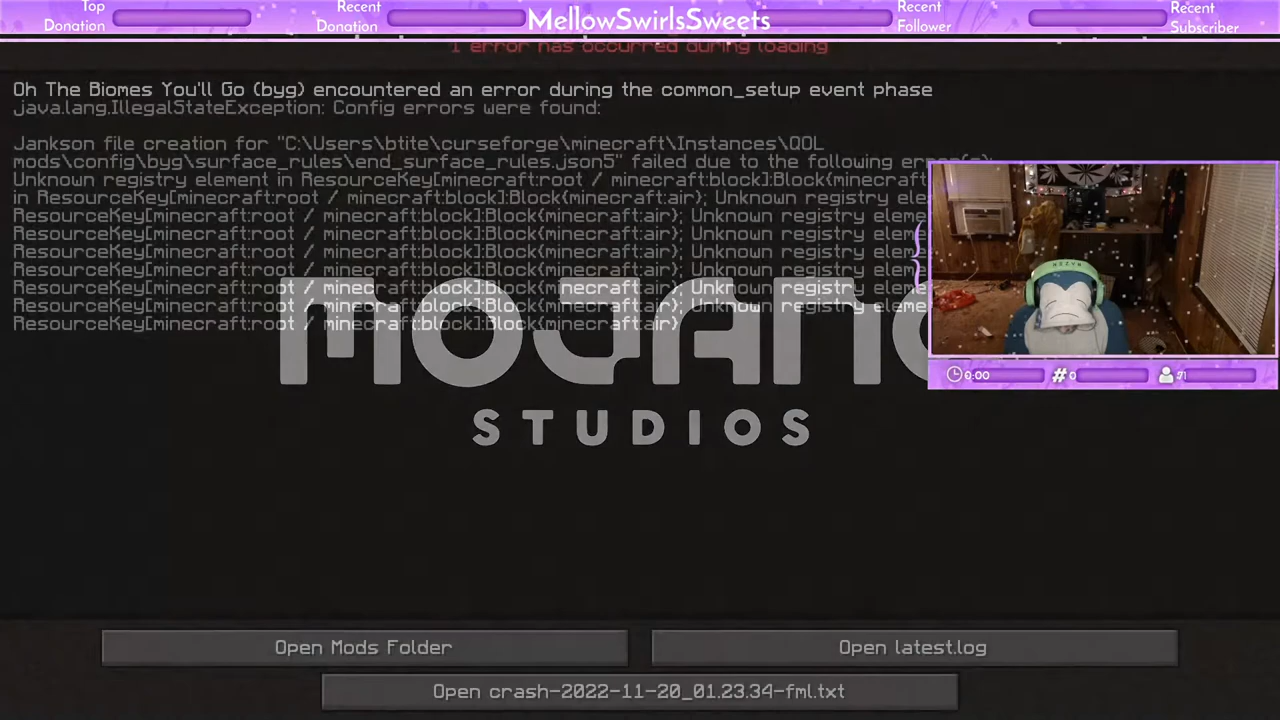 Top
Donation
Recent
Donation
MellowSwirlsSweets
Recent
Follower
Recent
Subscriber
1 error has occurred during loading
Oh The Biomes You'll Go (byg) encountered an error during the common_setup event phase
java.lang.IllegalStateException: Config errors were found:
Jankson file creation for "C:\Users\btite\curseforge\minecraft\Instances\QOL
mods\config\byg\surface_rules\end_surface_rules.json5" failed due to the following
Unknown registry element in ResourceKey[minecraft:root / minecraft:block]:Block{minecraft
in ResourceKey[minecraft:root / minecraft:block]:Block{minecraft:air}; Unknown registry ele
ResourceKey[minecraft:root / minecraft:block]:Block{minecraft:air}; Unknown registry elem
ResourceKey[minecraft:root / minecraft:block]:Block{minecraft:air}; Unknown registry elem
ResourceKey[minecraft:root / minecraft:block]:Block{minecraft:air}; Unknown registry elem
ResourceKey[minecraft:root / minecraft:block]:Block{minecraft:air}; Unknown registry elem
ResourceKey[minecraft:root / minecraft:block]:Block{minecraft:air}; Unknown registry elem
ResourceKey[minecraft:root / minecraft:block]:Block{minecraft:air}; Unknown registry elem
ResourceKey[minecraft:root / minecraft:block]:Block{minecraft:air}
MOJANG
STUDIOS
0:00
#0
Open Mods Folder
Open latest.log
Open crash-2022-11-20_01.23.34-fml.txt